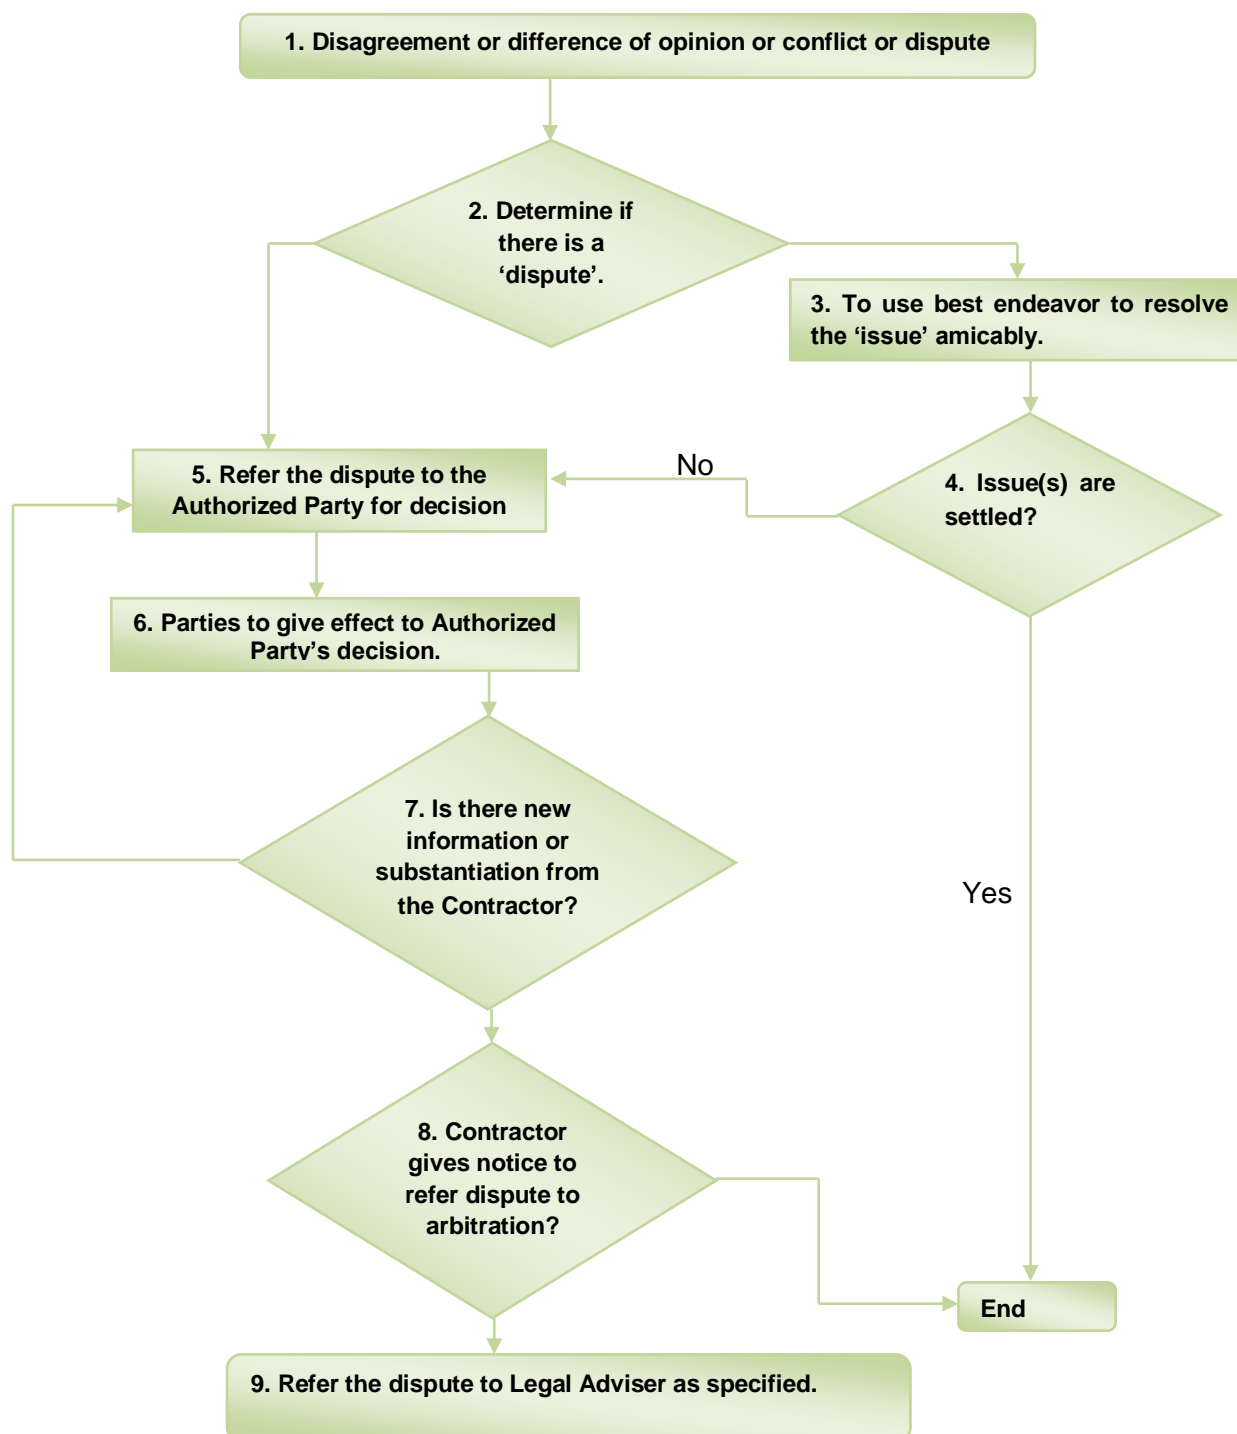 1. Disagreement or difference of opinion or conflict or dispute
2. Determine if
there is a
‘dispute’.
3. To use best endeavor to resolve
the ‘issue’ amicably.
4. Issue(s) are
settled?
No
5. Refer the dispute to the
Authorized Party for decision
6. Parties to give effect to Authorized
Party’s decision.
7. Is there new
information or
substantiation from
the Contractor?
Yes
8. Contractor
gives notice to
refer dispute to
arbitration?
End
9. Refer the dispute to Legal Adviser as specified.